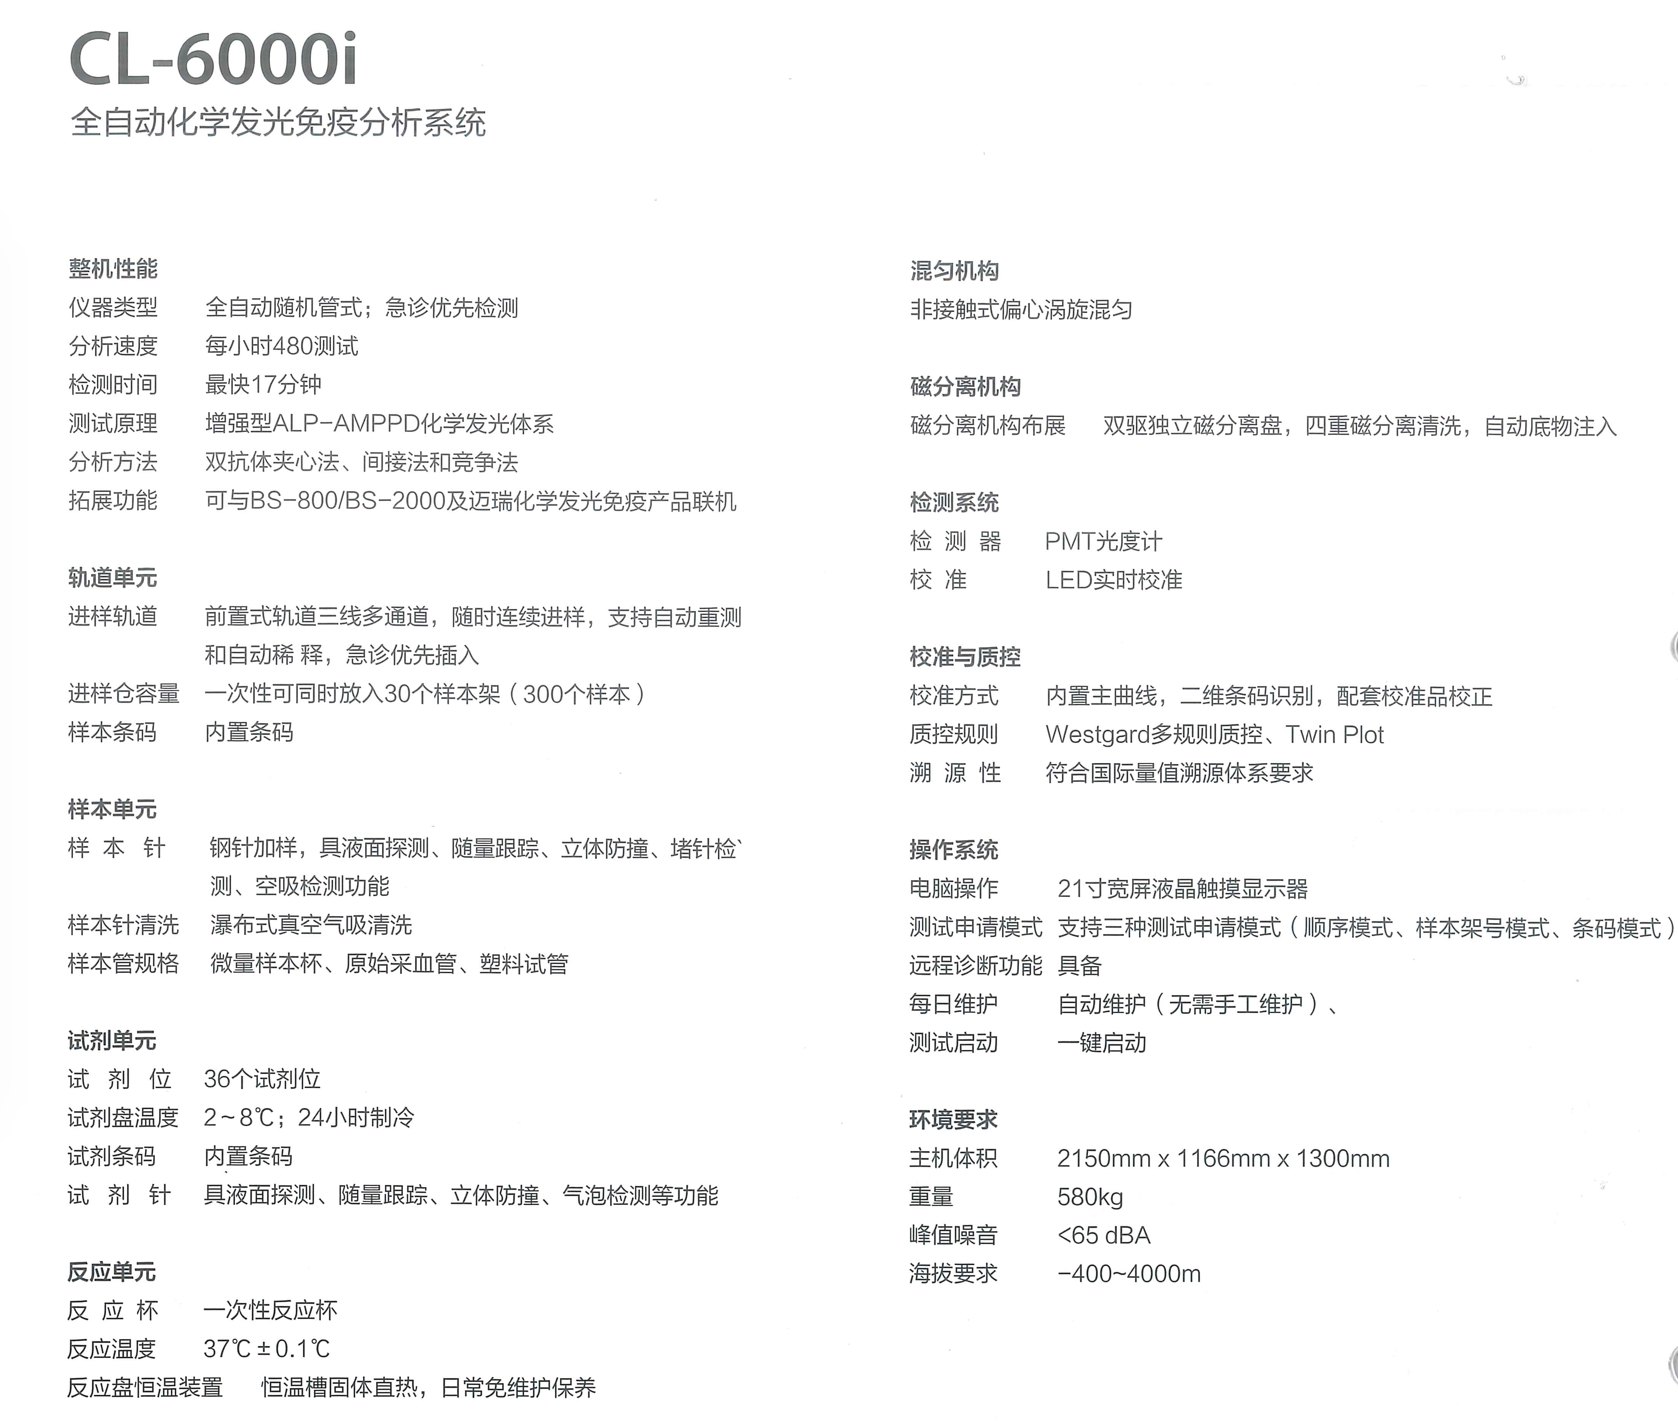 CL-6000i
全自动化学发光免疫分析系统
整机性能
仪器类型 全自动随机管式；急诊优先检测
分析速度 每小时480测试
检测时间 最快17分钟
测试原理 增强型ALP-AMPPD化学发光体系
分析方法 双抗体夹心法、间接法和竞争法
拓展功能 可与BS-800/BS-2000及迈瑞化学发光免疫产品联机
轨道单元
进样轨道 前置式轨道三线多通道，随时连续进样，支持自动重测
和自动稀 释，急诊优先插入
进样仓容量 一次性可同时放入30个样本架（300个样本）
样本条码 内置条码
样本单元
样 本 针 钢针加样，具液面探测、随量跟踪、立体防撞、堵针检`
测、空吸检测功能
样本针清洗 瀑布式真空气吸清洗
样本管规格 微量样本杯、原始采血管、塑料试管
试剂单元
试 剂 位 36个试剂位
试剂盘温度 2~8℃；24小时制冷
试剂条码 内置条码
试 剂 针 具液面探测、随量跟踪、立体防撞、气泡检测等功能
反应单元
反 应 杯 一次性反应杯
反应温度 37℃±0.1℃
反应盘恒温装置 恒温槽固体直热，日常免维护保养
混匀机构
非接触式偏心涡旋混匀
磁分离机构
磁分离机构布展 双驱独立磁分离盘，四重磁分离清洗，自动底物注入
检测系统
检 测 器 PMT光度计
校 准 LED实时校准
校准与质控
校准方式 内置主曲线，二维条码识别，配套校准品校正
质控规则 Westgard多规则质控、Twin Plot
溯 源 性 符合国际量值溯源体系要求
操作系统
电脑操作 21寸宽屏液晶触摸显示器
测试申请模式 支持三种测试申请模式（顺序模式、样本架号模式、条码模式）
远程诊断功能 具备
每日维护 自动维护（无需手工维护）、
测试启动 一键启动
环境要求
主机体积 2150mm x 1166mm x 1300mm
重量 580kg
峰值噪音 <65 dBA
海拔要求 -400~4000m